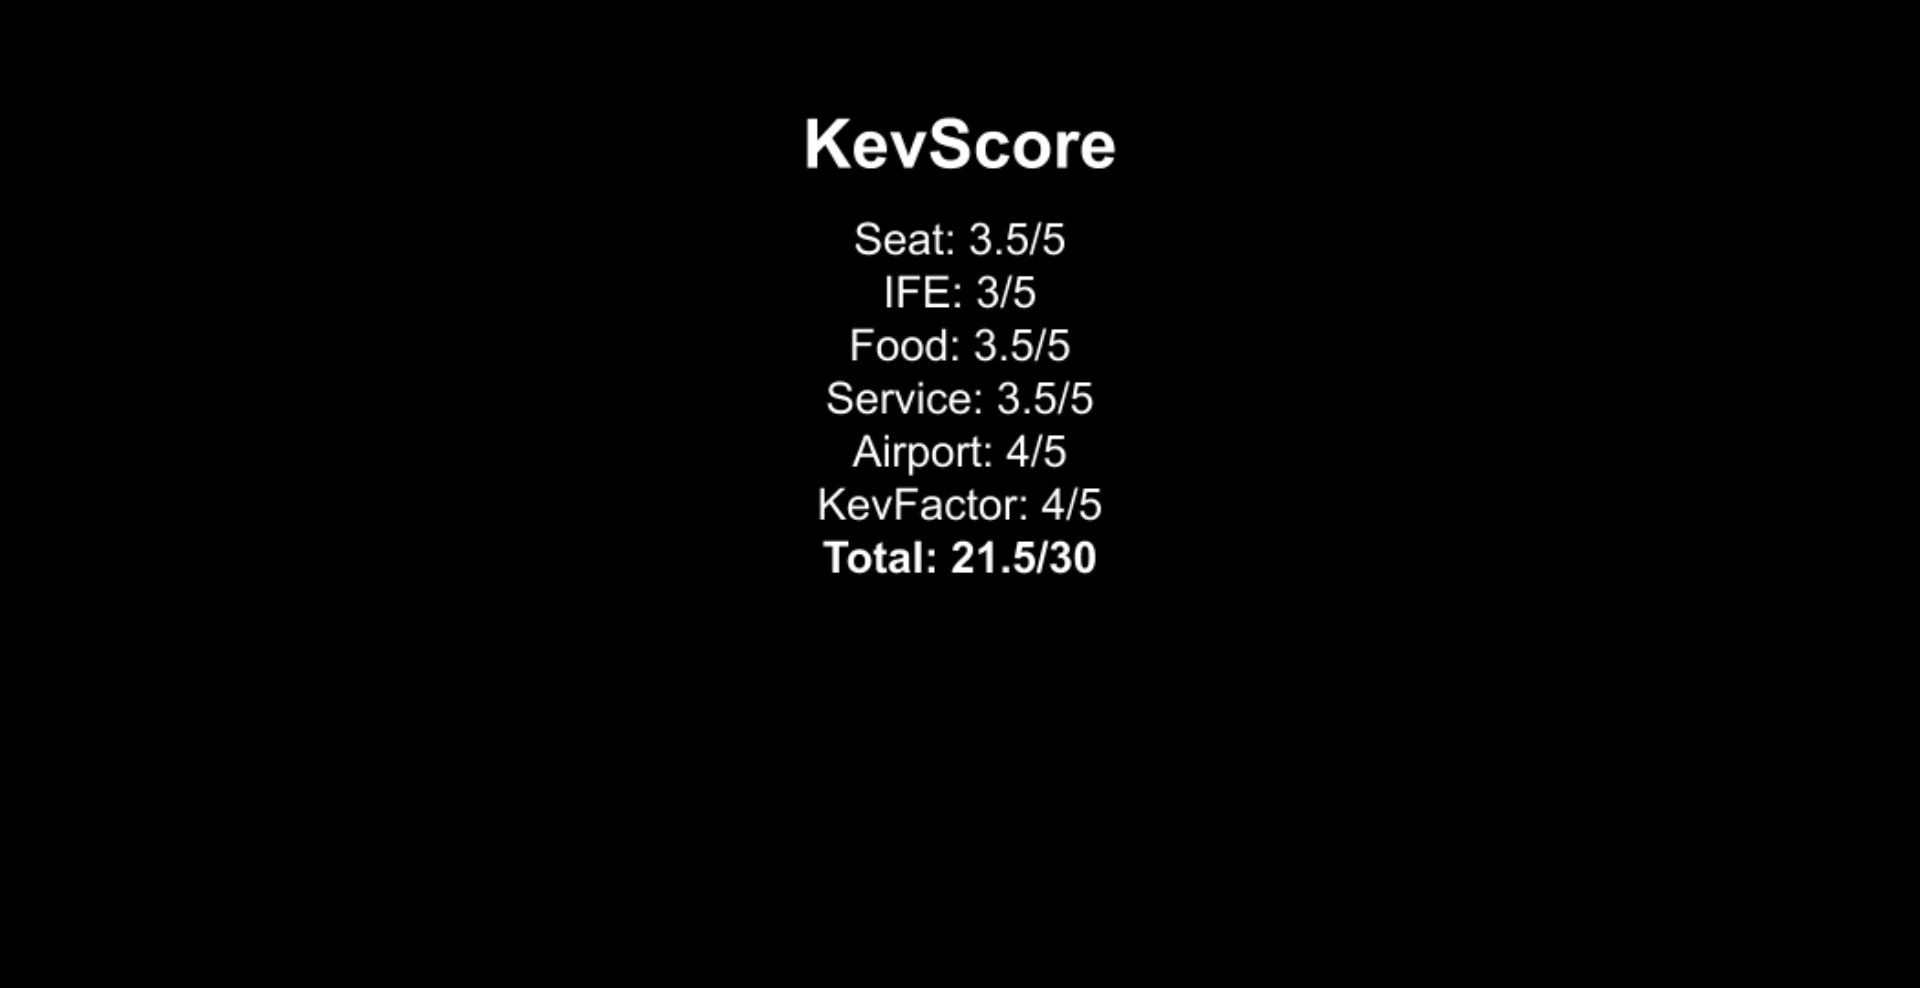 KevScore
Seat: 3.5/5
IFE: 3/5
Food: 3.5/5
Service: 3.5/5
Airport: 4/5
KevFactor: 4/5
Total: 21.5/30